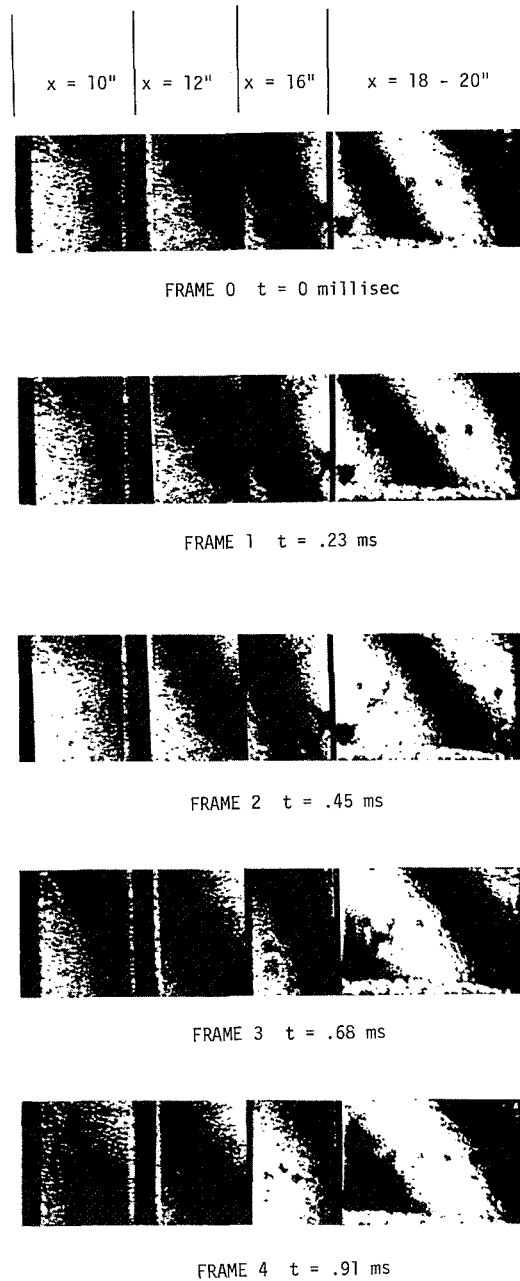 x = 10" x = 12" x = 16" x = 18 - 20"
FRAME 0 t = 0 millisec
FRAME 1 t = .23 ms
FRAME 2 t = .45 ms
FRAME 3 t = .68 ms
FRAME 4 t = .91 ms